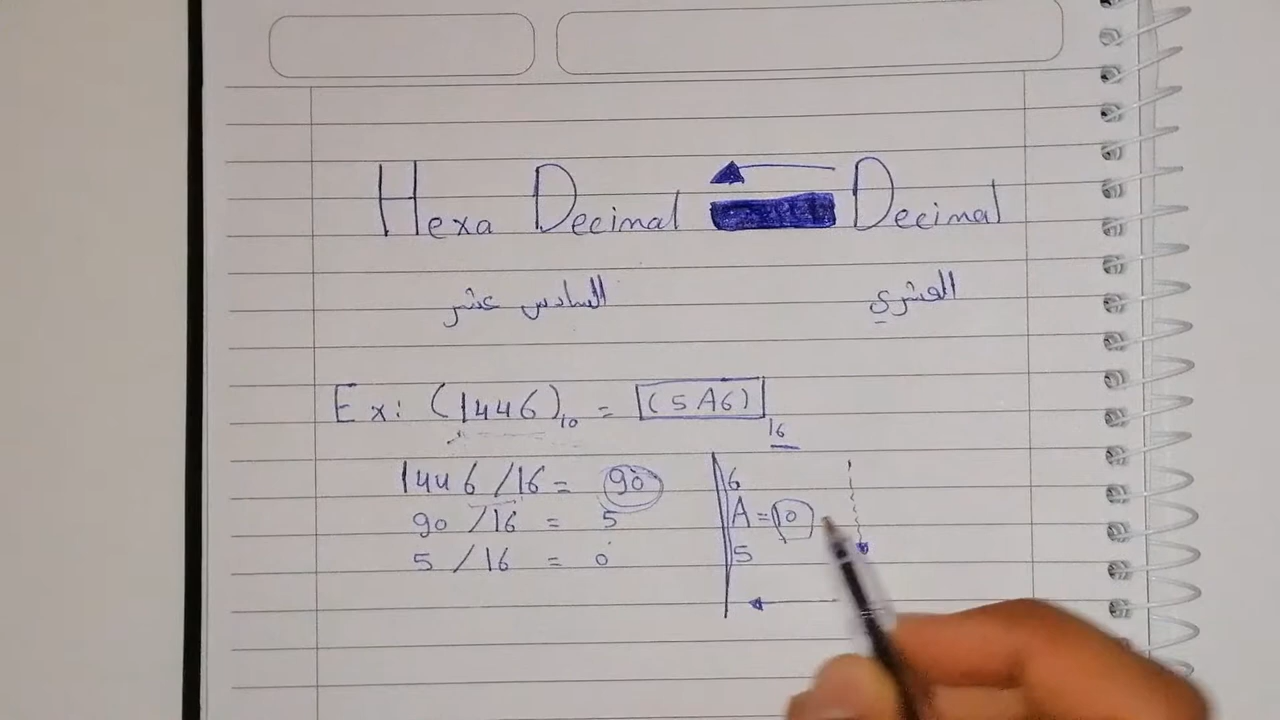 Hexa Decimal Decimal
السادس عشر العشري
Ex: (1446)10 = (5A6)16
1446/16 = 90 6
90/16 = 5 A=10
5/16 = 0 5